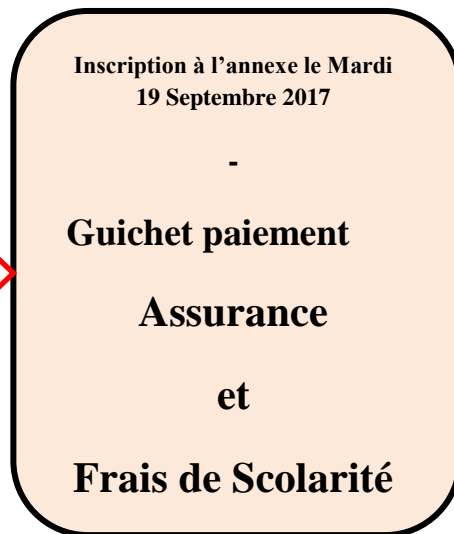 Inscription à l’annexe le Mardi
19 Septembre 2017
-
Guichet paiement
Assurance
et
Frais de Scolarité